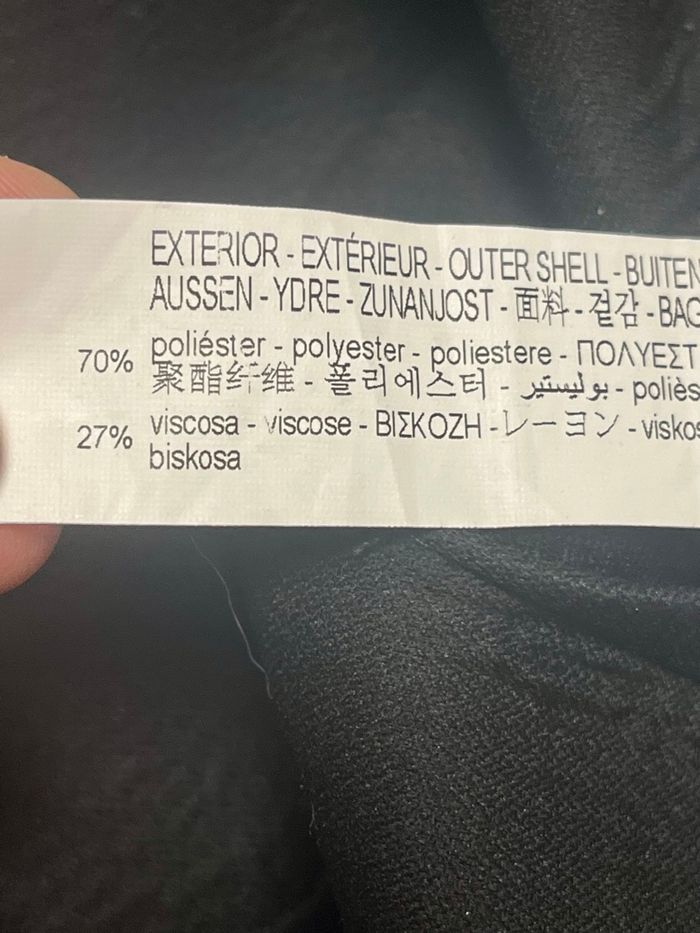 EXTERIOR - EXTÉRIEUR - OUTER SHELL - BUITEN
AUSSEN - YDRE - ZUNANJOST - 面料 - 겉감 - BAG
70% poliéster - polyester - poliestere - ΠΟΛΥΕΣΤ
聚酯纤维 - 폴리에스터 - بوليستير - poliès
27% viscosa - viscose - ΒΙΣΚΟΖΗ - レーヨン - viskos
biskosa